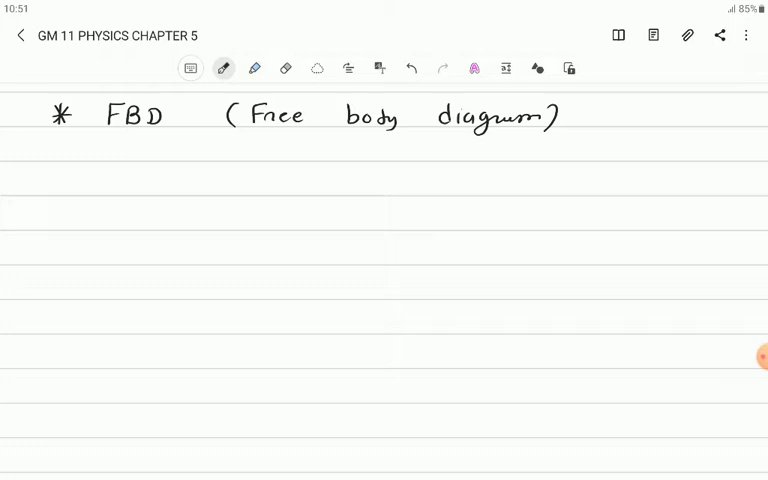 10:51
85%
GM 11 PHYSICS CHAPTER 5
* FBD (Free body diagram)